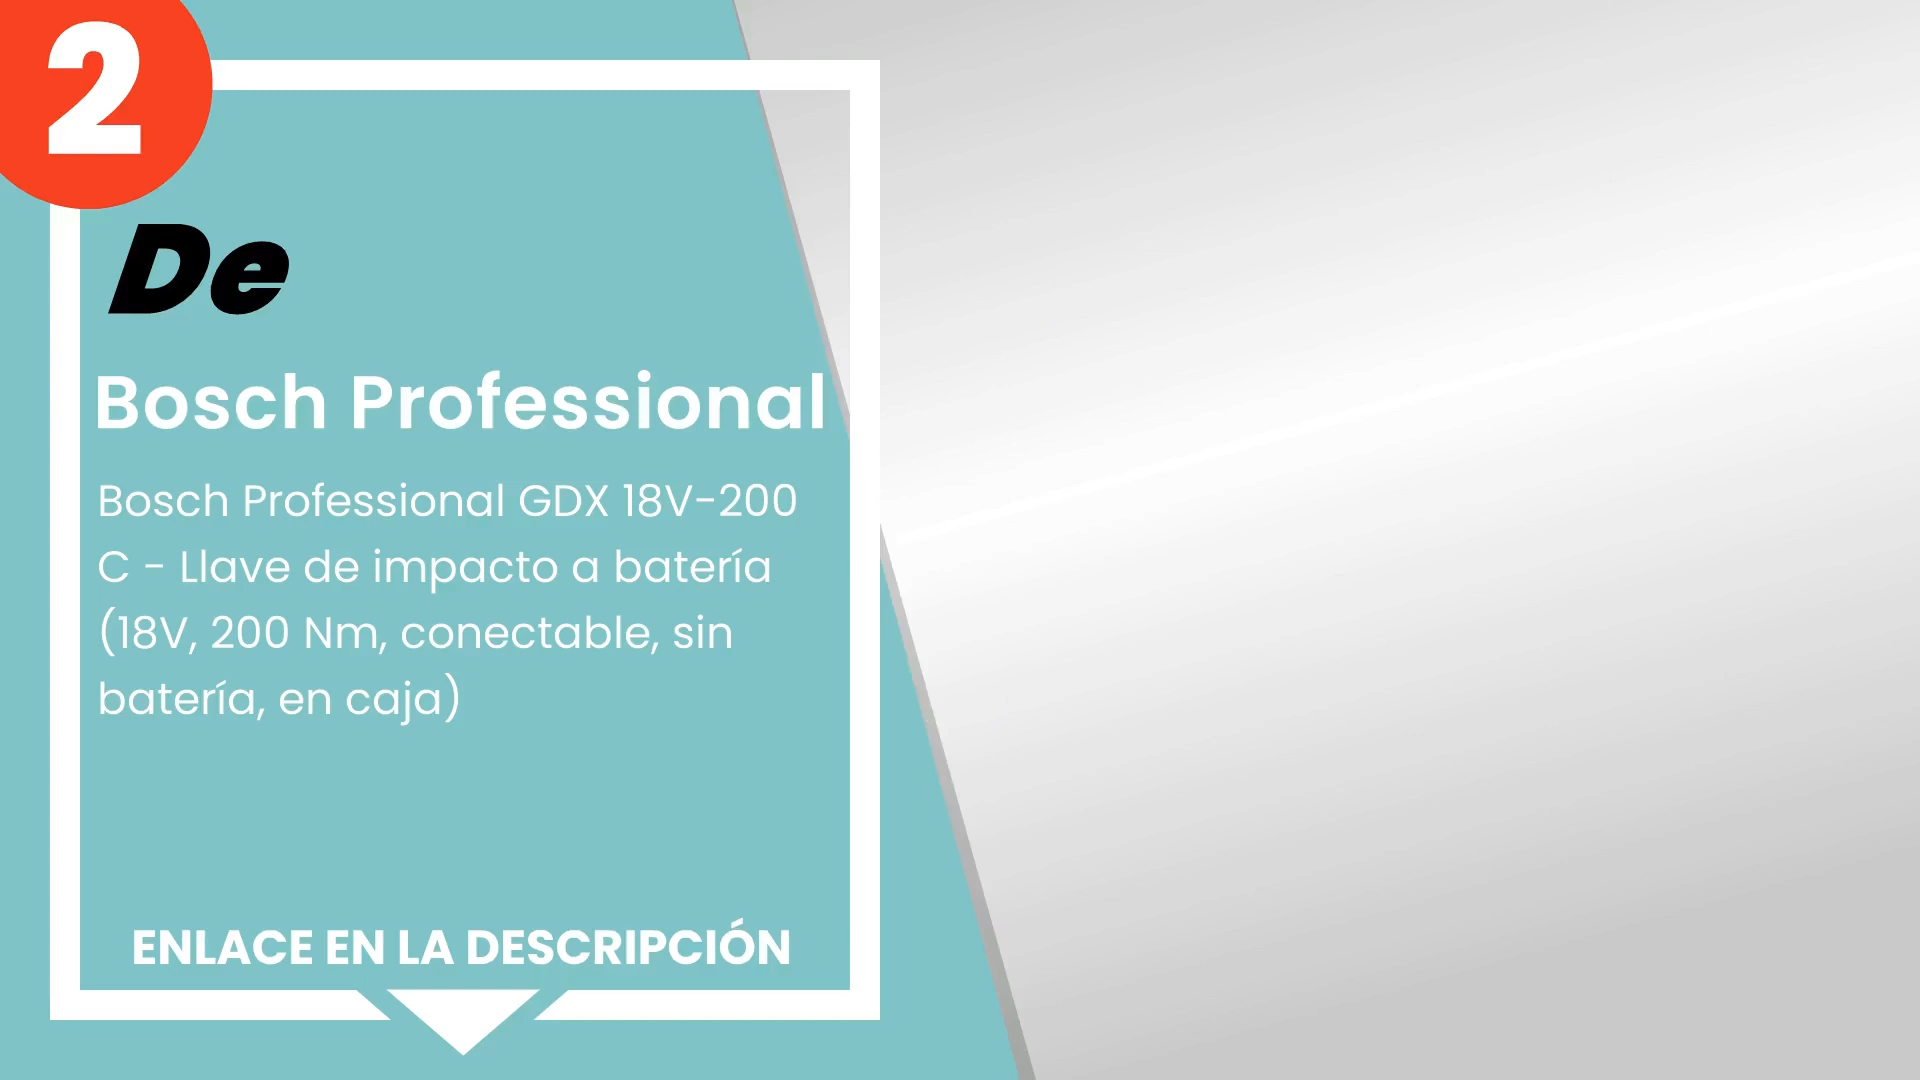 2
De
Bosch Professional
Bosch Professional GDX 18V-200
C - Llave de impacto a batería
(18V, 200 Nm, conectable, sin
batería, en caja)
ENLACE EN LA DESCRIPCIÓN